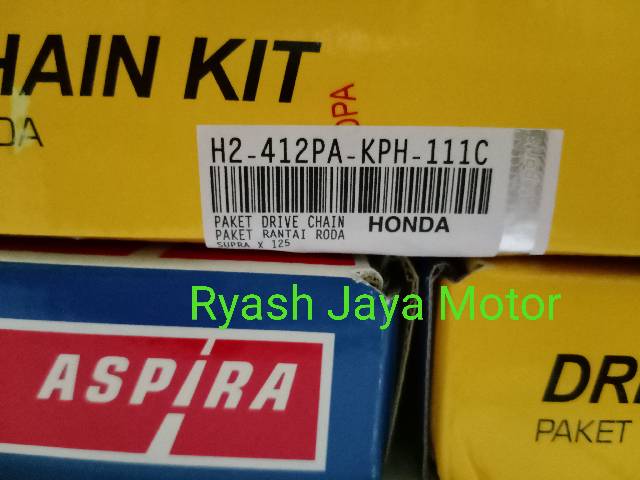 HAIN KIT
DA
OPA
H2-412PA-KPH-111C
PAKET DRIVE CHAIN HONDA
PAKET RANTAI RODA
SUPRA X 125
Ryash Jaya Motor
ASPIRA
DRI
PAKET